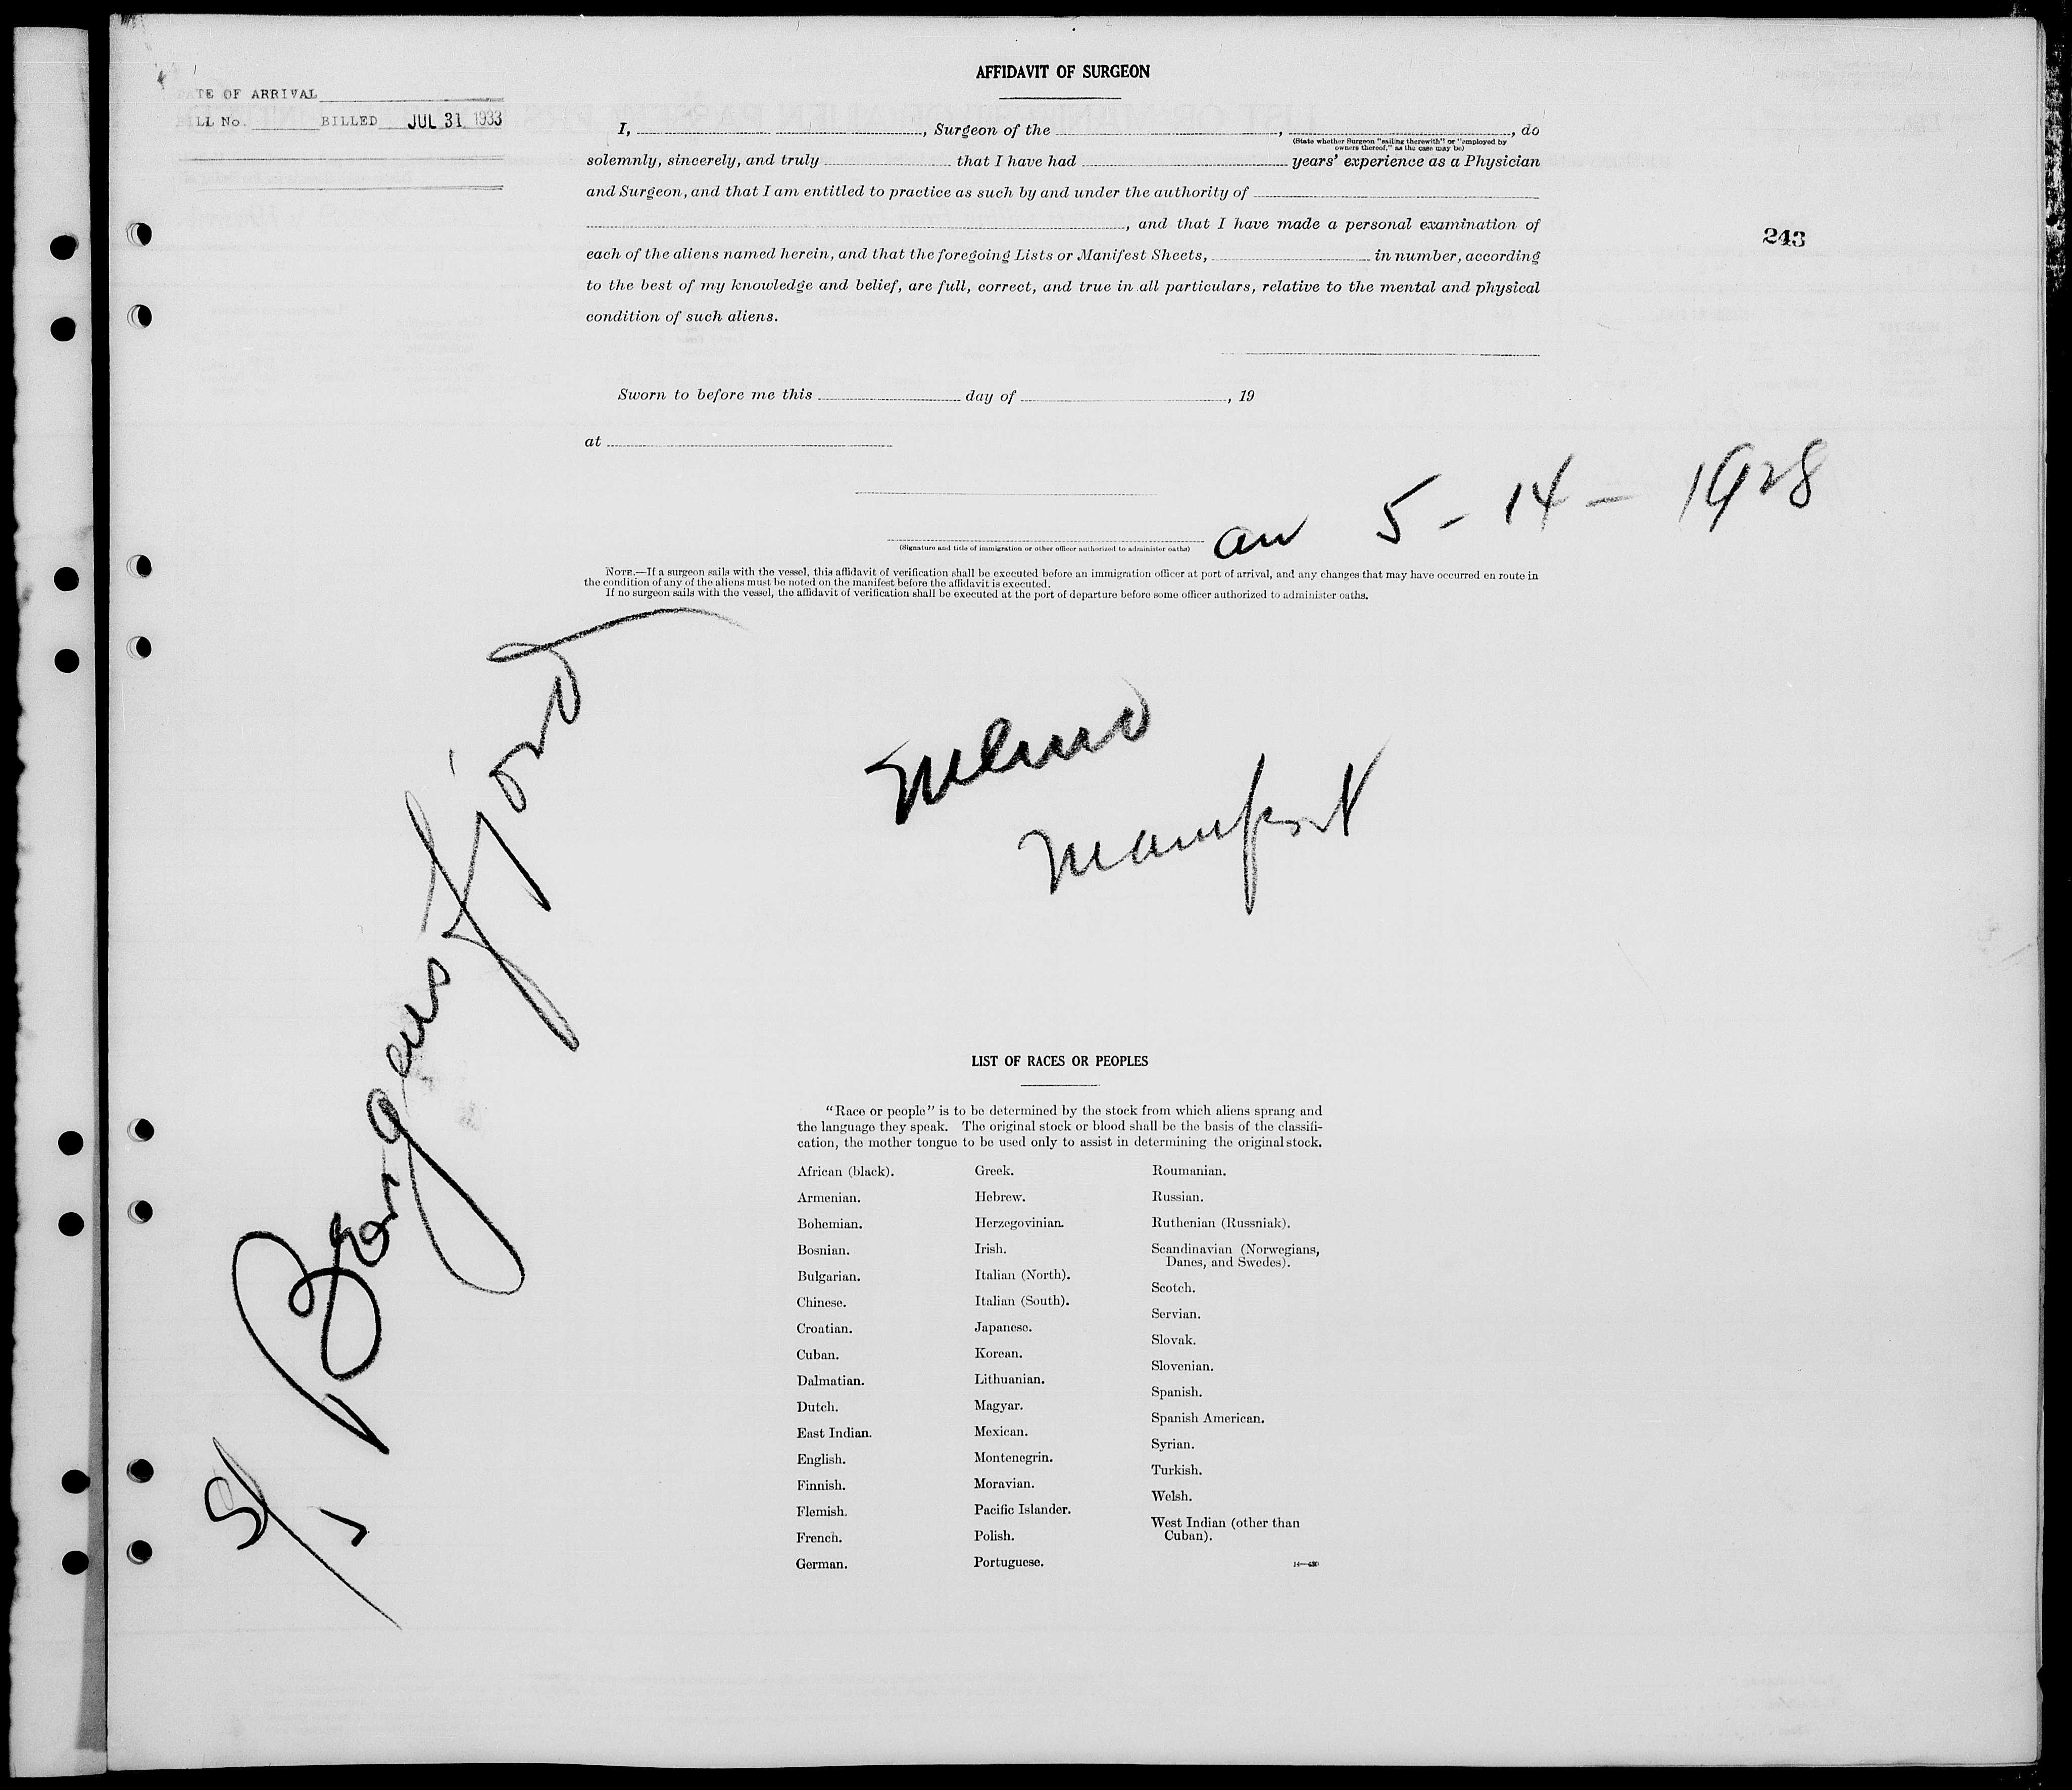 AFFIDAVIT OF SURGEON
TE OF ARRIVAL
ILL No. BILLED JUL 31 1933
I, , Surgeon of the , , do
(State whether Surgeon "sailing therewith" or "employed by
owners thereof," as the case may be)
solemnly, sincerely, and truly that I have had years' experience as a Physician
and Surgeon, and that I am entitled to practice as such by and under the authority of
, and that I have made a personal examination of
243
each of the aliens named herein, and that the foregoing Lists or Manifest Sheets, in number, according
to the best of my knowledge and belief, are full, correct, and true in all particulars, relative to the mental and physical
condition of such aliens.
Sworn to before me this day of , 19
at
5-14-1928
(Signature and title of immigration or other officer authorized to administer oaths)
NOTE.—If a surgeon sails with the vessel, this affidavit of verification shall be executed before an immigration officer at port of arrival, and any changes that may have occurred en route in
the condition of any of the aliens must be noted on the manifest before the affidavit is executed.
If no surgeon sails with the vessel, the affidavit of verification shall be executed at the port of departure before some officer authorized to administer oaths.
Memo
Manifest
S/S Bergensfjord
LIST OF RACES OR PEOPLES
"Race or people" is to be determined by the stock from which aliens sprang and
the language they speak. The original stock or blood shall be the basis of the classifi-
cation, the mother tongue to be used only to assist in determining the original stock.
African (black).
Armenian.
Bohemian.
Bosnian.
Bulgarian.
Chinese.
Croatian.
Cuban.
Dalmatian.
Dutch.
East Indian.
English.
Finnish.
Flemish.
French.
German.
Greek.
Hebrew.
Herzegovinian.
Irish.
Italian (North).
Italian (South).
Japanese.
Korean.
Lithuanian.
Magyar.
Mexican.
Montenegrin.
Moravian.
Pacific Islander.
Polish.
Portuguese.
Roumanian.
Russian.
Ruthenian (Russniak).
Scandinavian (Norwegians,
Danes, and Swedes).
Scotch.
Servian.
Slovak.
Slovenian.
Spanish.
Spanish American.
Syrian.
Turkish.
Welsh.
West Indian (other than
Cuban).